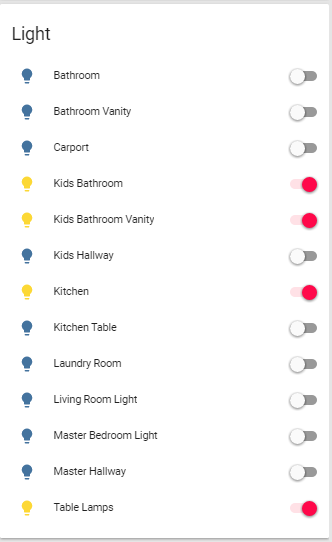 Light
Bathroom
Bathroom Vanity
Carport
Kids Bathroom
Kids Bathroom Vanity
Kids Hallway
Kitchen
Kitchen Table
Laundry Room
Living Room Light
Master Bedroom Light
Master Hallway
Table Lamps